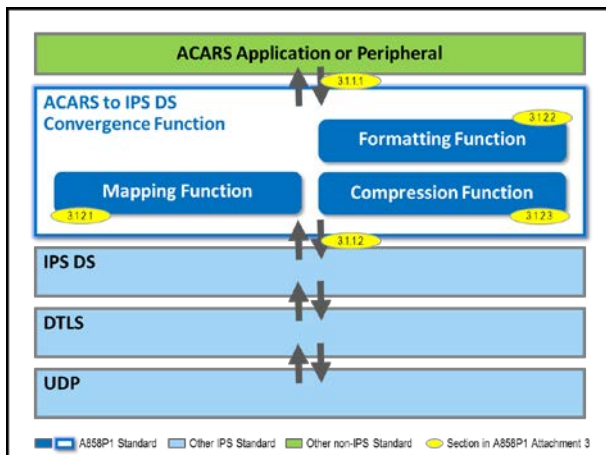 ACARS Application or Peripheral
3.1.1.1
ACARS to IPS DS
Convergence Function
3.1.2.2
Formatting Function
Mapping Function
Compression Function
3.1.2.1
3.1.2.3
3.1.1.2
IPS DS
DTLS
UDP
A858P1 Standard
Other IPS Standard
Other non-IPS Standard
Section in A858P1 Attachment 3